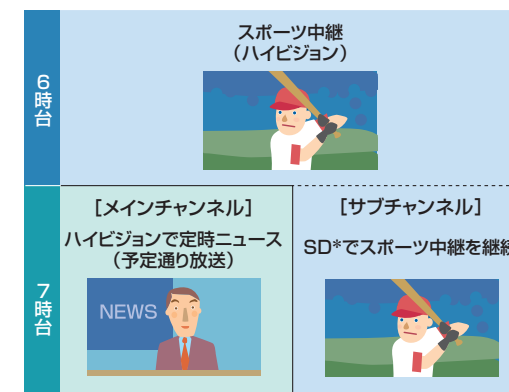 スポーツ中継
（ハイビジョン）
6時台
［メインチャンネル］
ハイビジョンで定時ニュース
（予定通り放送）
NEWS
［サブチャンネル］
SD*でスポーツ中継を継続
7時台